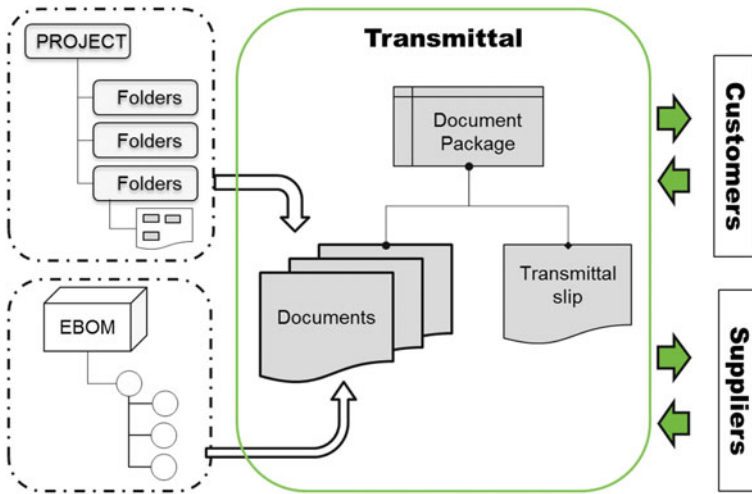 PROJECT
Folders
Folders
Folders
EBOM
Transmittal
Document
Package
Documents
Transmittal
slip
Customers
Suppliers